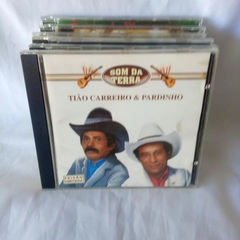 SOM DA
TERRA
TIÃO CARREIRO & PARDINHO